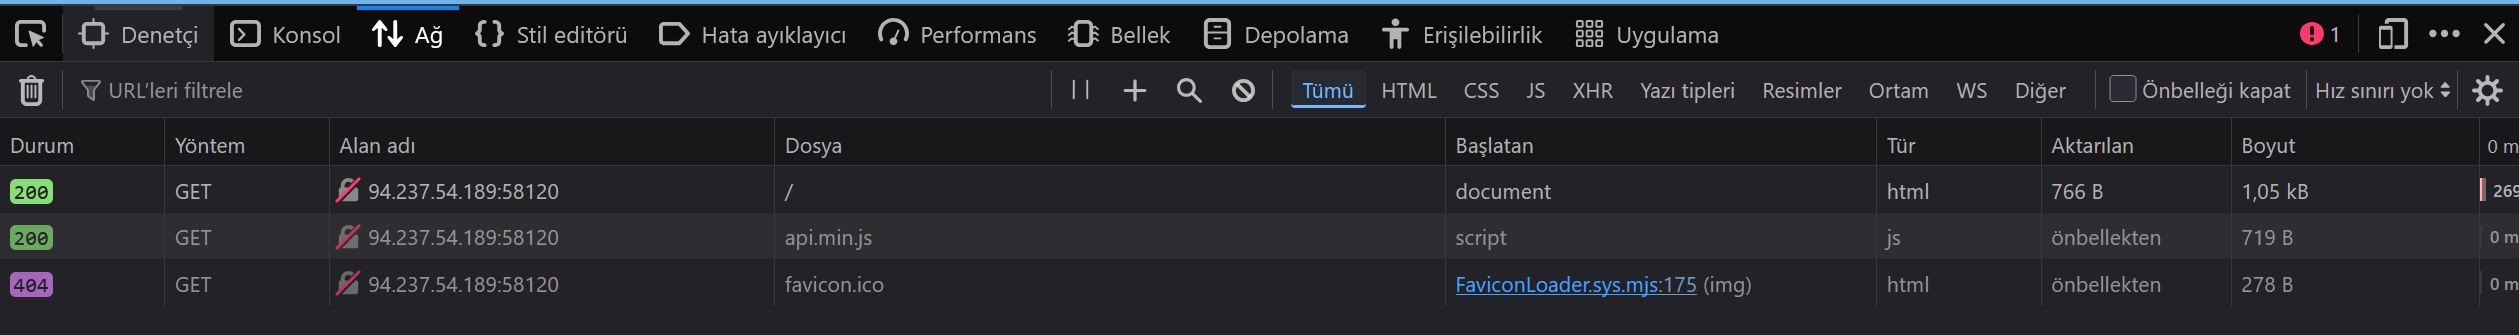 Denetçi Konsol Ağ Stil editörü Hata ayıklayıcı Performans Bellek Depolama Erişilebilirlik Uygulama 1
URL’leri filtrele Tümü HTML CSS JS XHR Yazı tipleri Resimler Ortam WS Diğer Önbelleği kapat Hız sınırı yok
Durum Yöntem Alan adı Dosya Başlatan Tür Aktarılan Boyut 0 m
200 GET 94.237.54.189:58120 / document html 766 B 1,05 kB 269
200 GET 94.237.54.189:58120 api.min.js script js önbellekten 719 B 0 m
404 GET 94.237.54.189:58120 favicon.ico FaviconLoader.sys.mjs:175 (img) html önbellekten 278 B 0 m